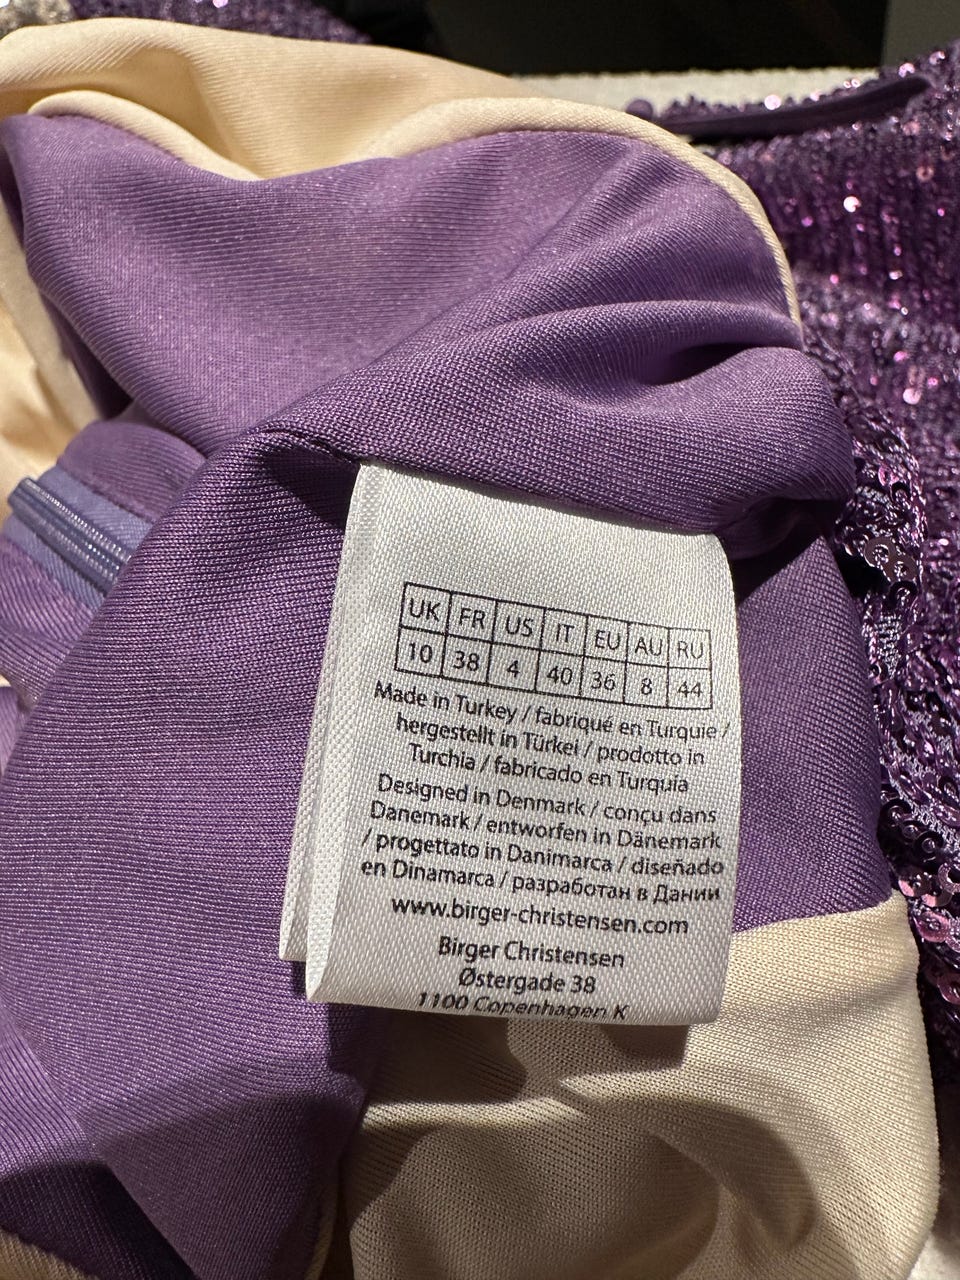 UK FR US IT EU AU RU
10 38 4 40 36 8 44
Made in Turkey / fabriqué en Turquie /
hergestellt in Türkei / prodotto in
Turchia / fabricado en Turquía
Designed in Denmark / conçu dans
Danemark / entworfen in Dänemark
/ progettato in Danimarca / diseñado
en Dinamarca / разработан в Дании
www.birger-christensen.com
Birger Christensen
Østergade 38
1100 Copenhagen K